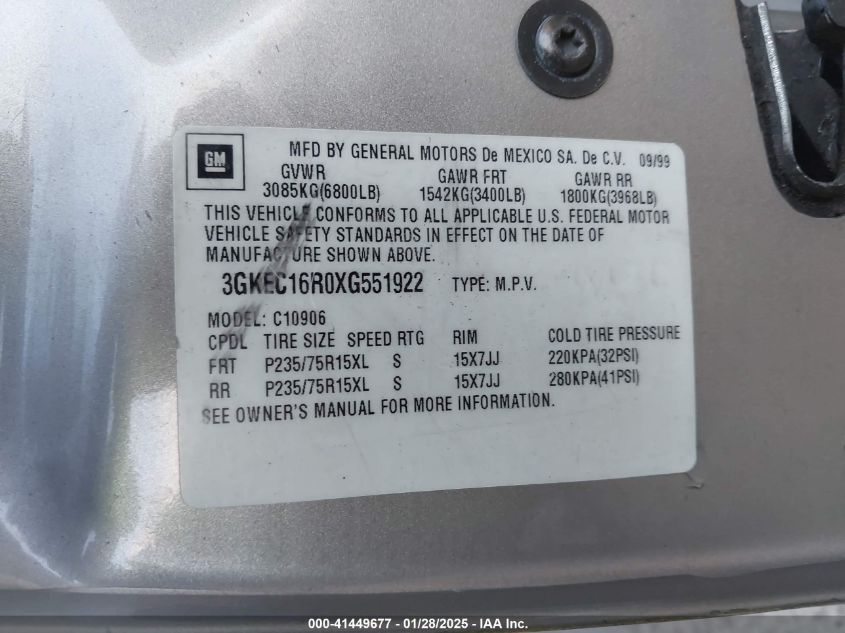 GM
MFD BY GENERAL MOTORS De MEXICO SA. De C.V. 09/99
GVWR GAWR FRT GAWR RR
3085KG(6800LB) 1542KG(3400LB) 1800KG(3968LB)
THIS VEHICLE CONFORMS TO ALL APPLICABLE U.S. FEDERAL MOTOR
VEHICLE SAFETY STANDARDS IN EFFECT ON THE DATE OF
MANUFACTURE SHOWN ABOVE.
3GKEC16R0XG551922 TYPE: M.P.V.
MODEL: C10906
CPDL TIRE SIZE SPEED RTG RIM COLD TIRE PRESSURE
FRT P235/75R15XL S 15X7JJ 220KPA(32PSI)
RR P235/75R15XL S 15X7JJ 280KPA(41PSI)
SEE OWNER'S MANUAL FOR MORE INFORMATION.
000-41449677 - 01/28/2025 - IAA Inc.